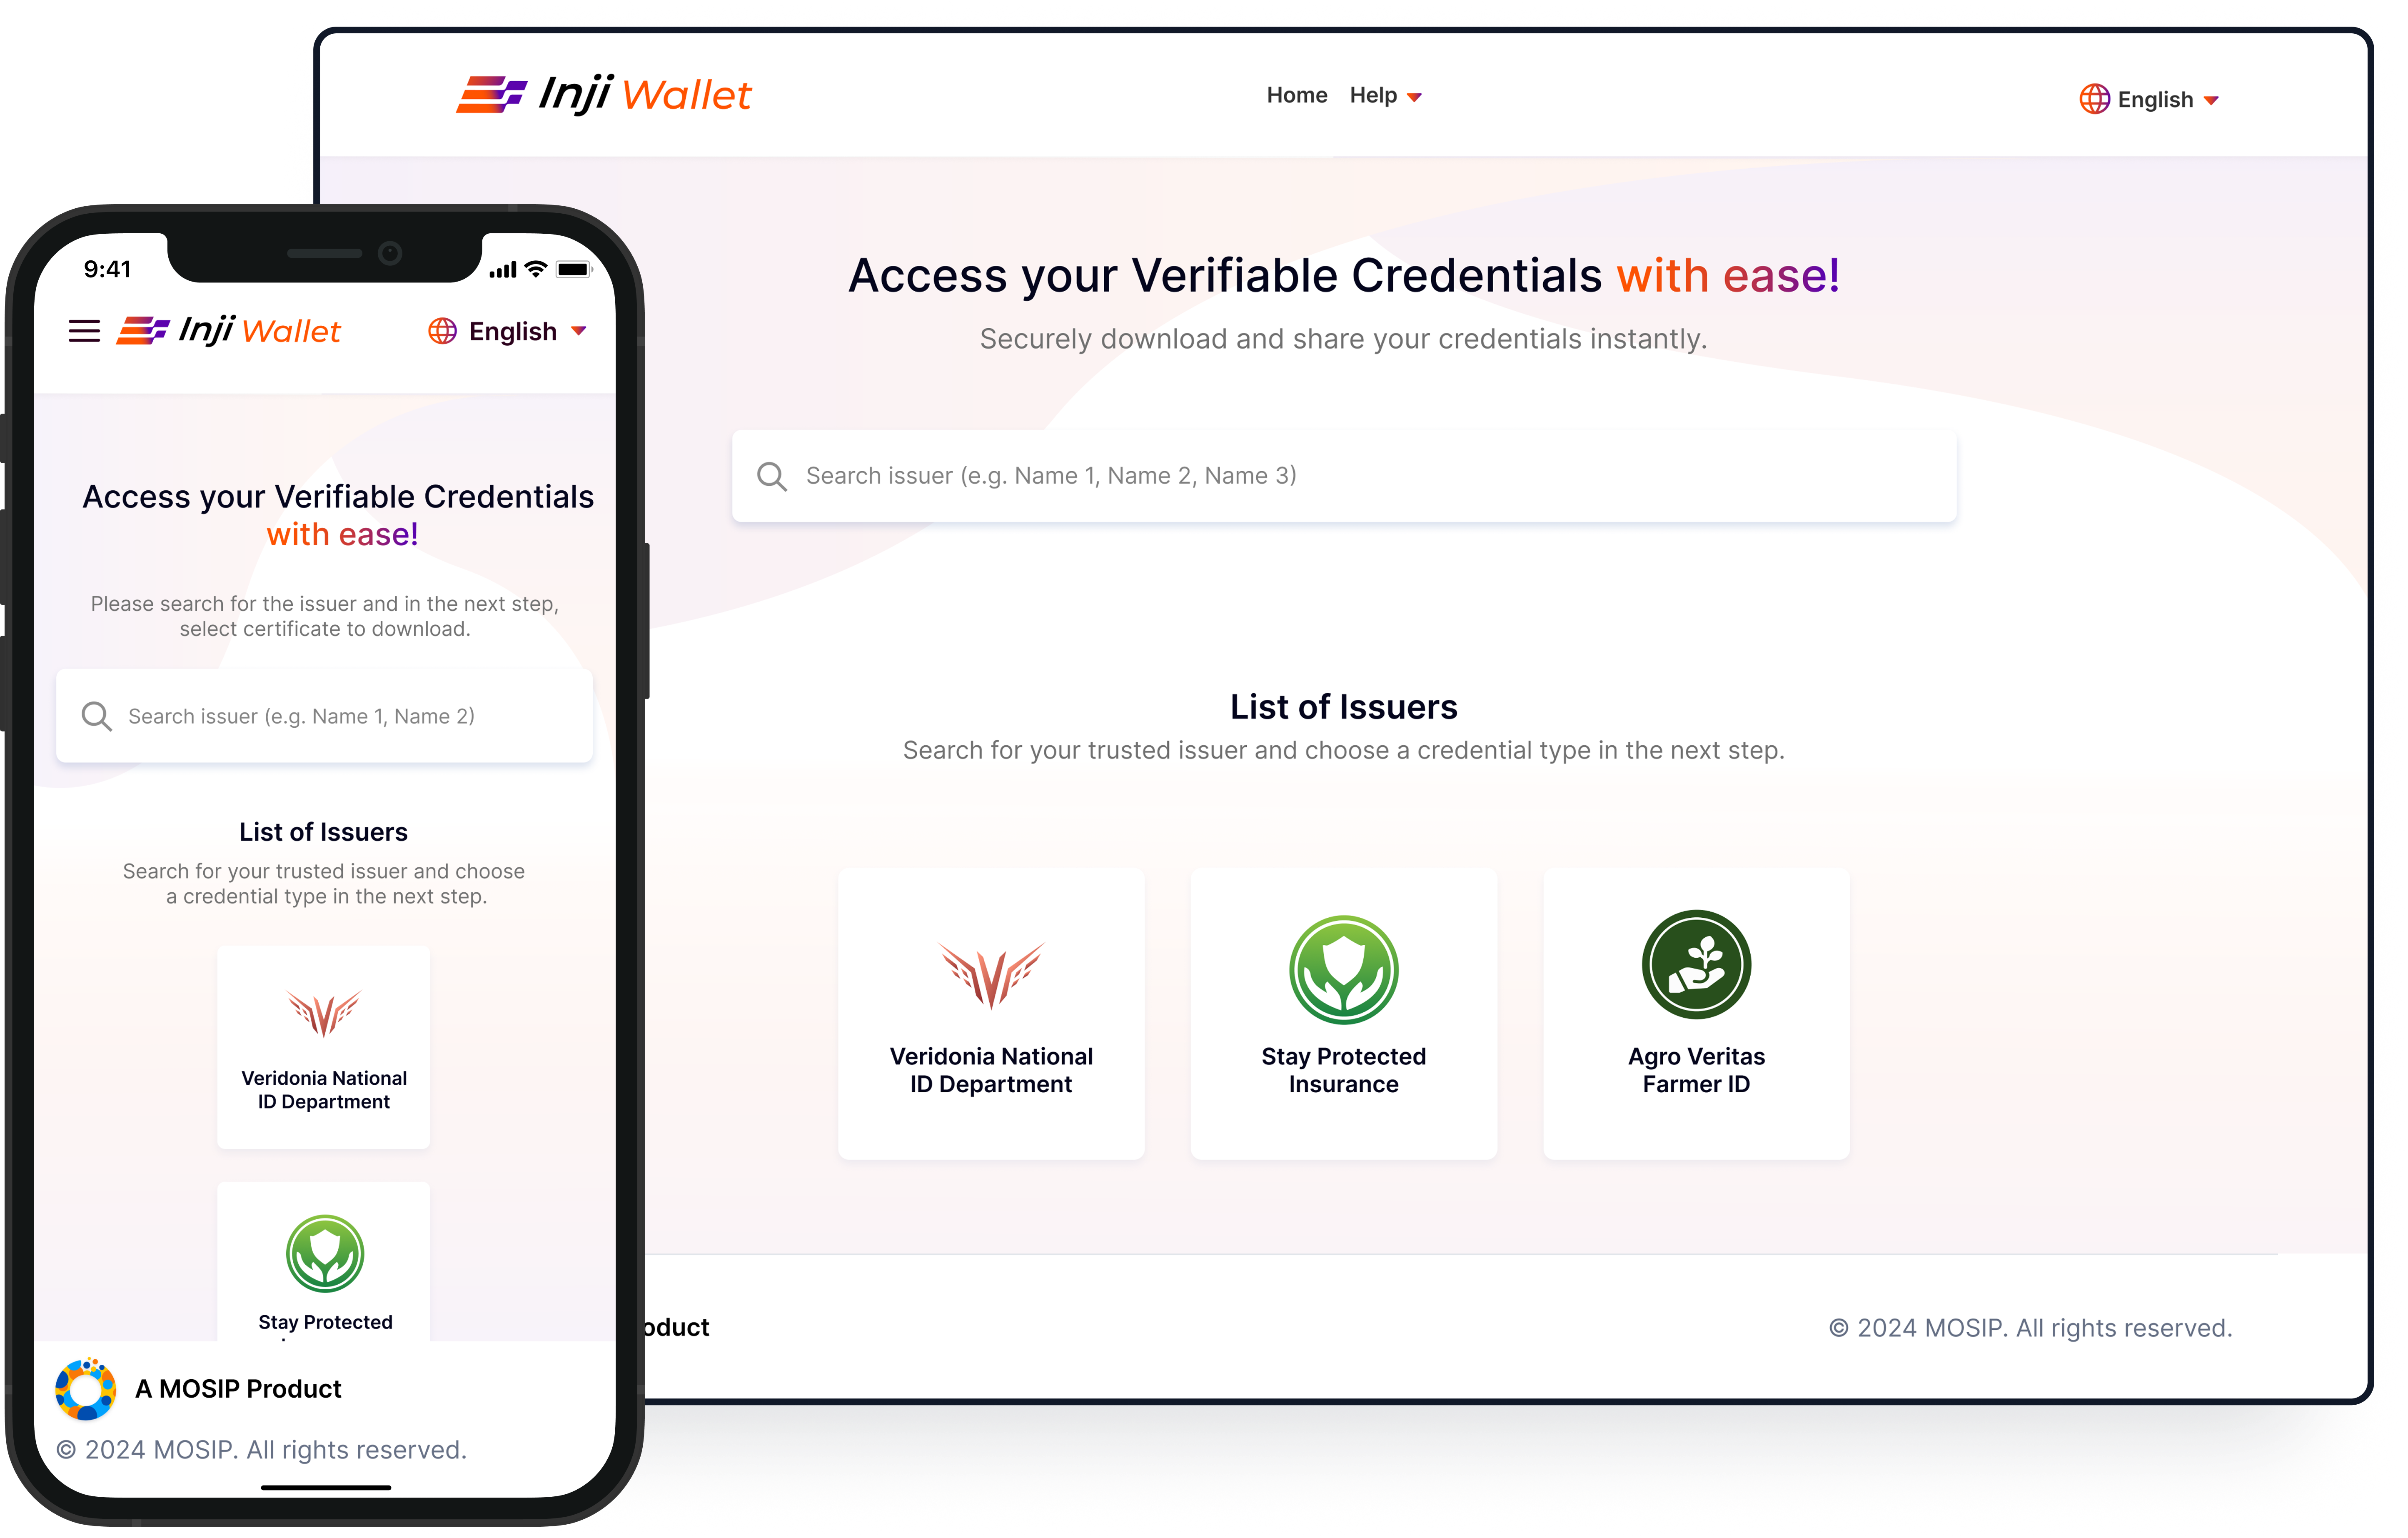 Inji Wallet
Home
Help
English
Access your Verifiable Credentials with ease!
Securely download and share your credentials instantly.
Search issuer (e.g. Name 1, Name 2, Name 3)
List of Issuers
Search for your trusted issuer and choose a credential type in the next step.
Veridonia National
ID Department
Stay Protected
Insurance
Agro Veritas
Farmer ID
© 2024 MOSIP. All rights reserved.
9:41
Inji Wallet
English
Access your Verifiable Credentials
with ease!
Please search for the issuer and in the next step,
select certificate to download.
Search issuer (e.g. Name 1, Name 2)
List of Issuers
Search for your trusted issuer and choose
a credential type in the next step.
Veridonia National
ID Department
Stay Protected
A MOSIP Product
© 2024 MOSIP. All rights reserved.